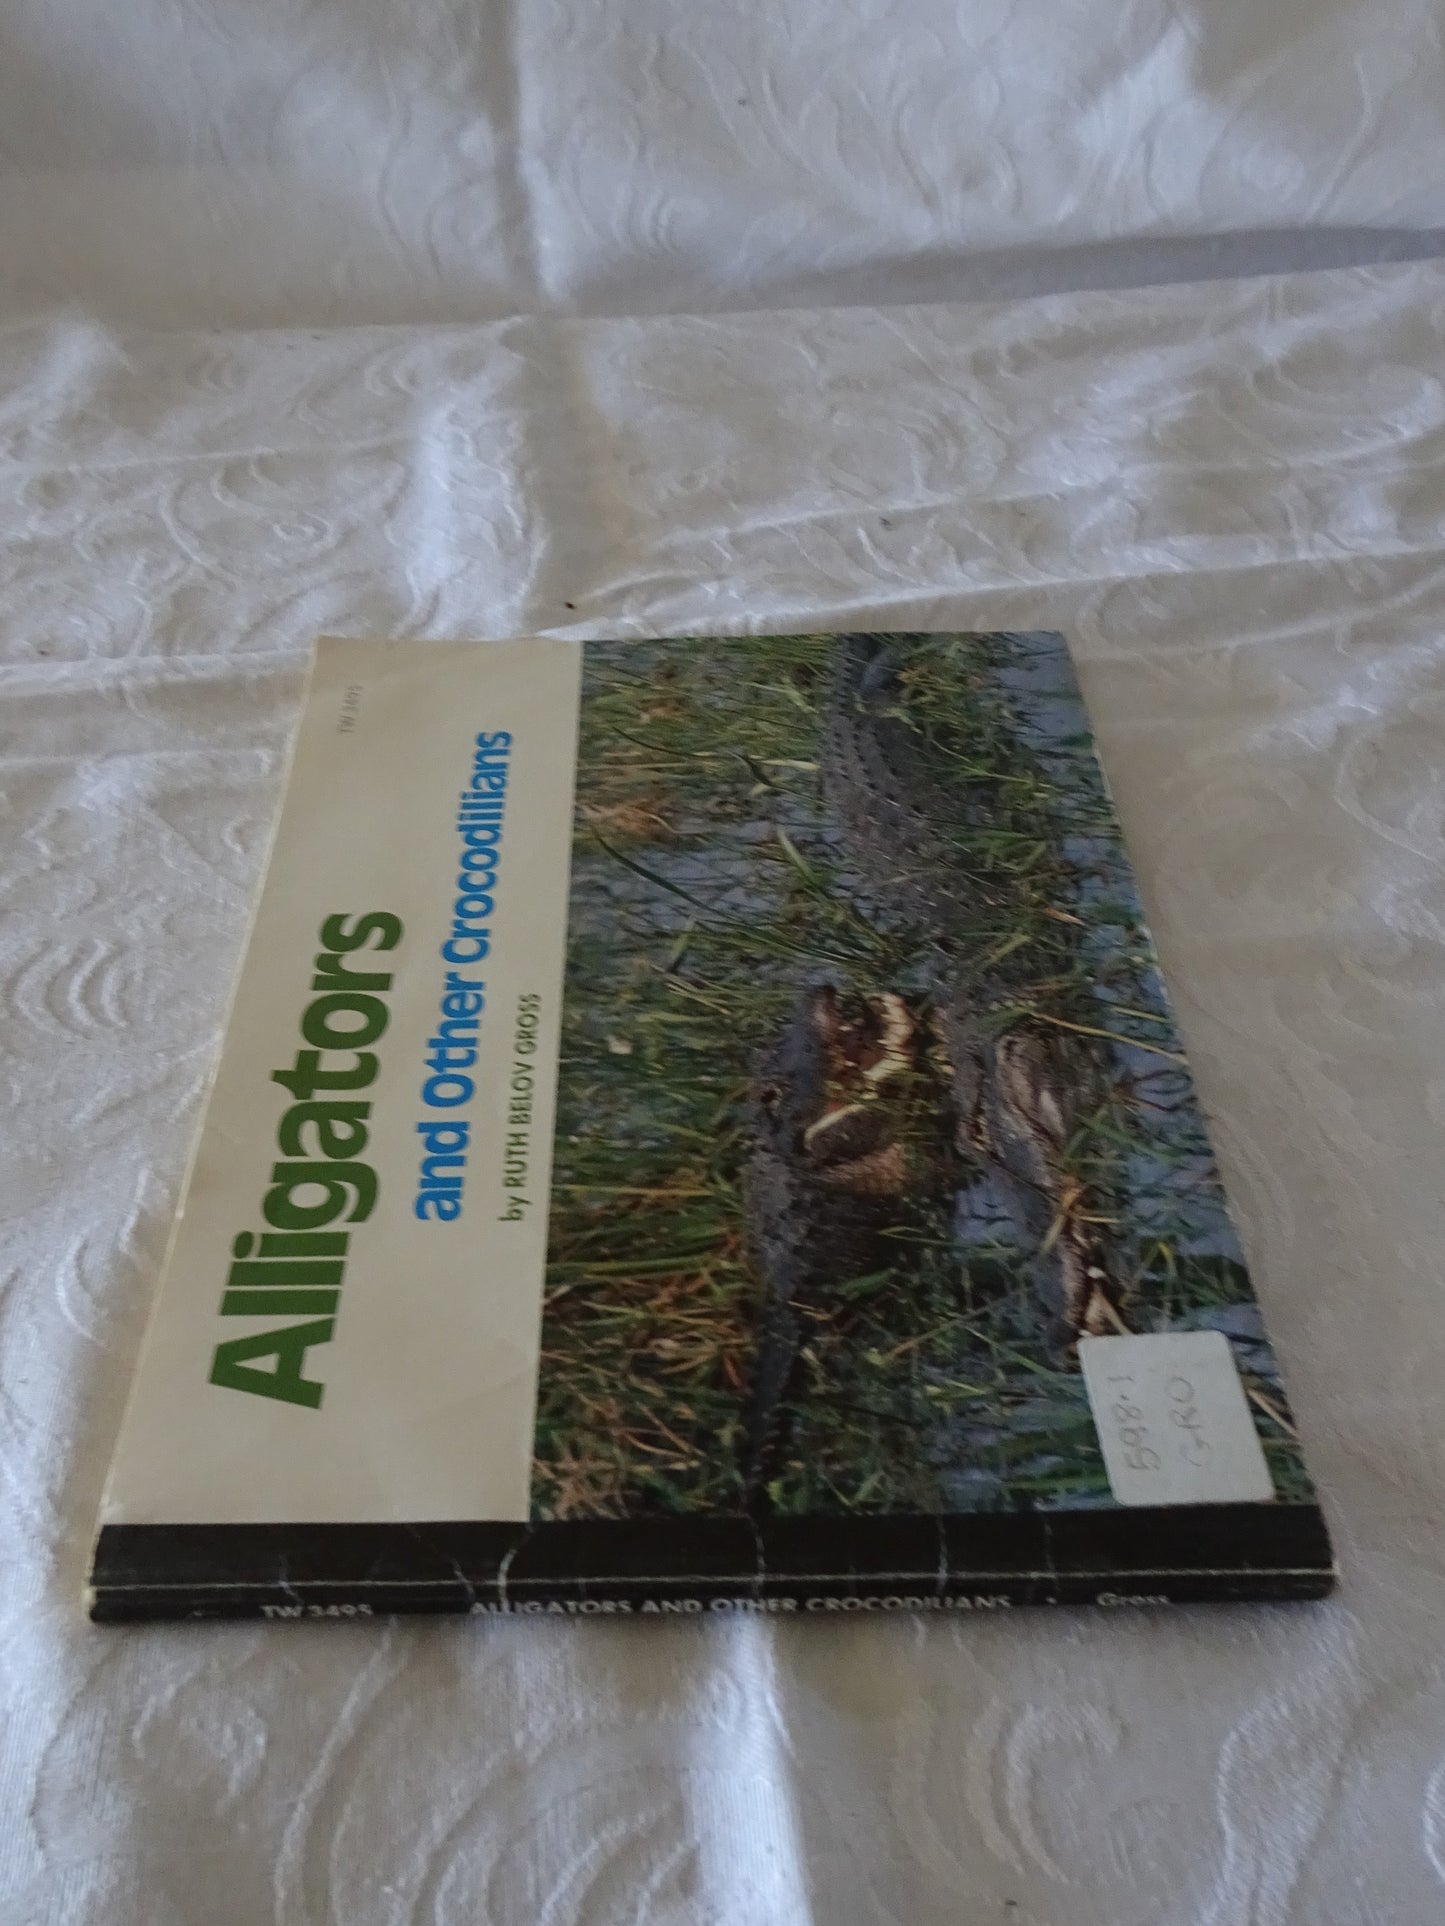 TW 3495
Alligators
and Other Crocodilians
by RUTH BELOV GROSS
598.1
GRO
TW 3495 ALLIGATORS AND OTHER CROCODILIANS • Gross